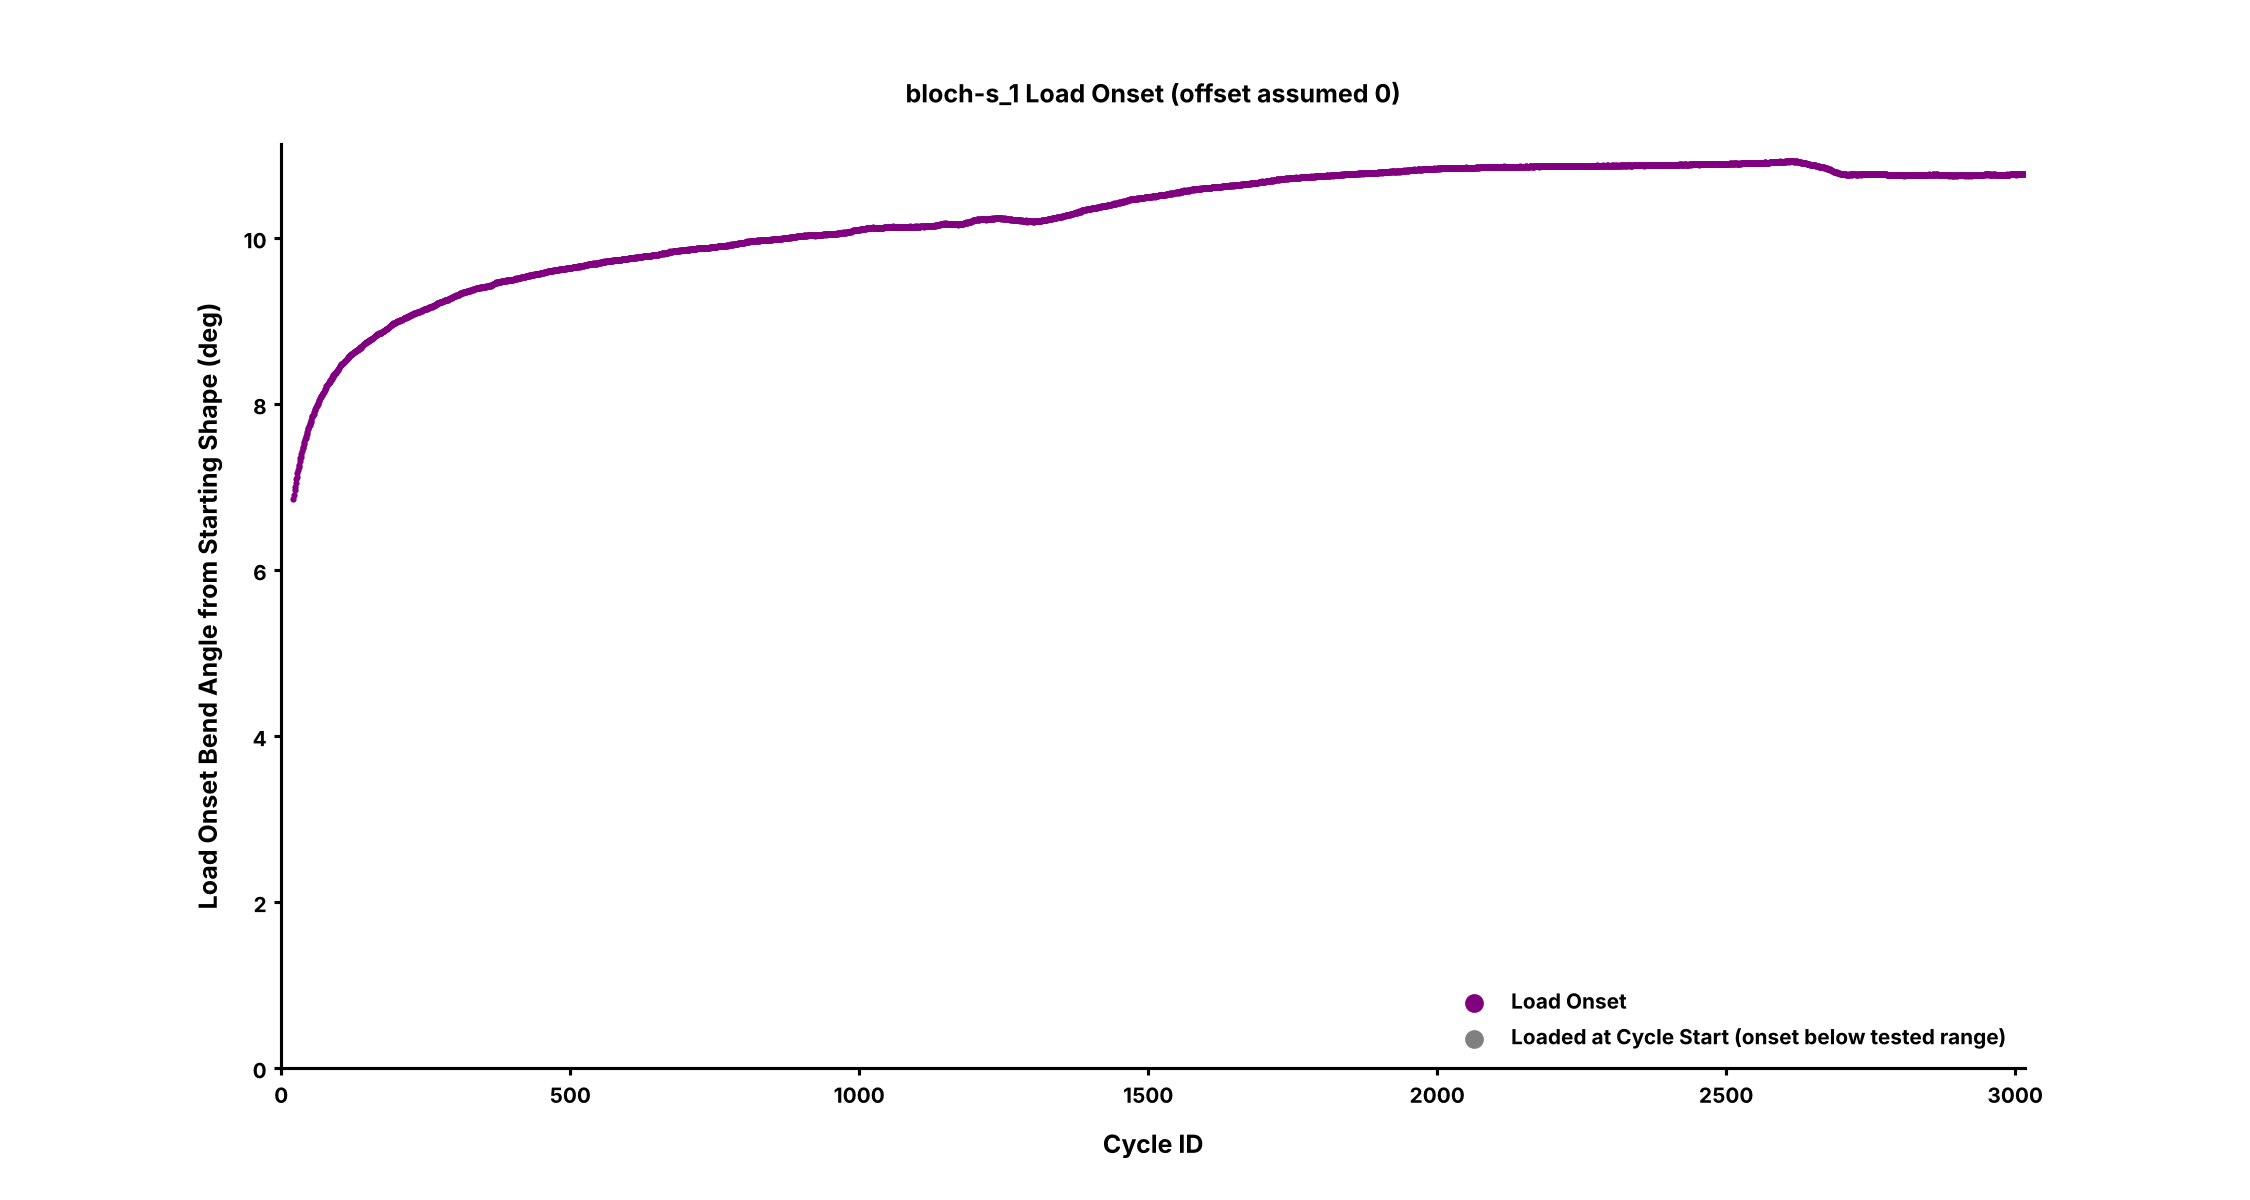 bloch-s_1 Load Onset (offset assumed 0)
Load Onset Bend Angle from Starting Shape (deg)
10
8
6
4
2
0
0 500 1000 1500 2000 2500 3000
Cycle ID
Load Onset
Loaded at Cycle Start (onset below tested range)